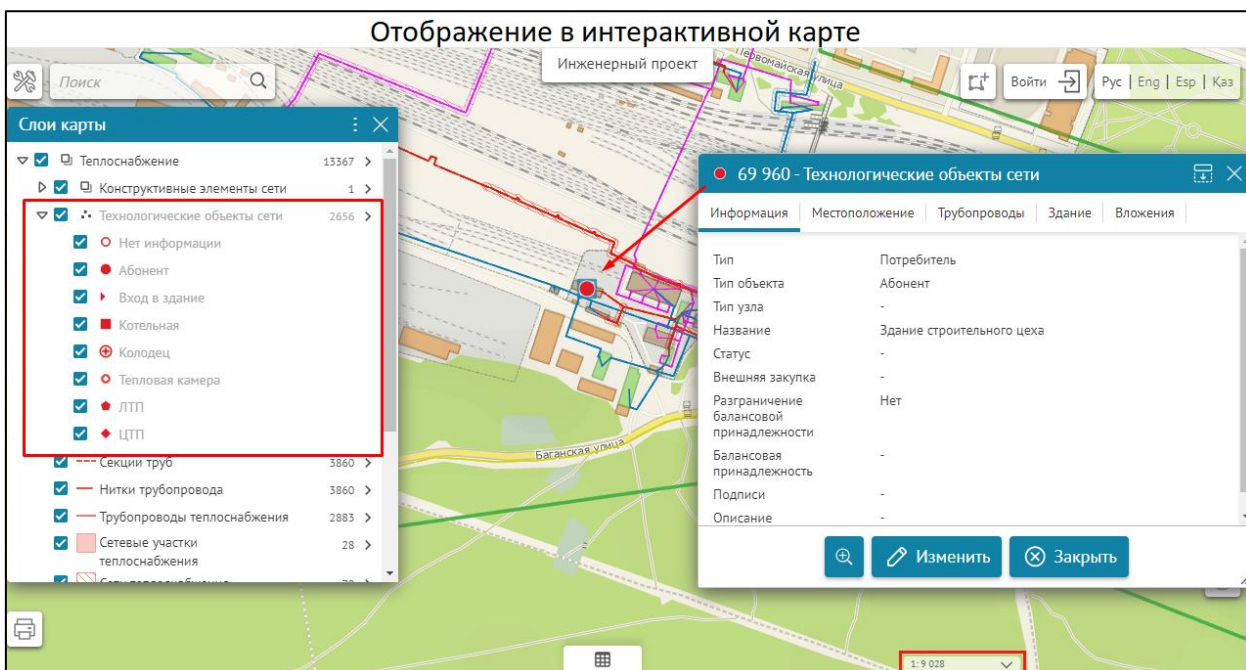 Отображение в интерактивной карте
Инженерный проект
Первомайская улица
Поиск
Войти
Рус | Eng | Esp | Қаз
Слои карты
Теплоснабжение 13367
Конструктивные элементы сети 1
Технологические объекты сети 2656
Нет информации
Абонент
Вход в здание
Котельная
Колодец
Тепловая камера
ЛТП
ЦТП
Секции труб 3860
Нитки трубопровода 3860
Трубопроводы теплоснабжения 2883
Сетевые участки 28
теплоснабжения
69 960 - Технологические объекты сети
Информация Местоположение Трубопроводы Здание Вложения
Тип Потребитель
Тип объекта Абонент
Тип узла -
Название Здание строительного цеха
Статус -
Внешняя закупка -
Разграничение Нет
балансовой
принадлежности
Балансовая -
принадлежность
Подписи -
Описание -
Изменить
Закрыть
Баганская улица
1:9 028